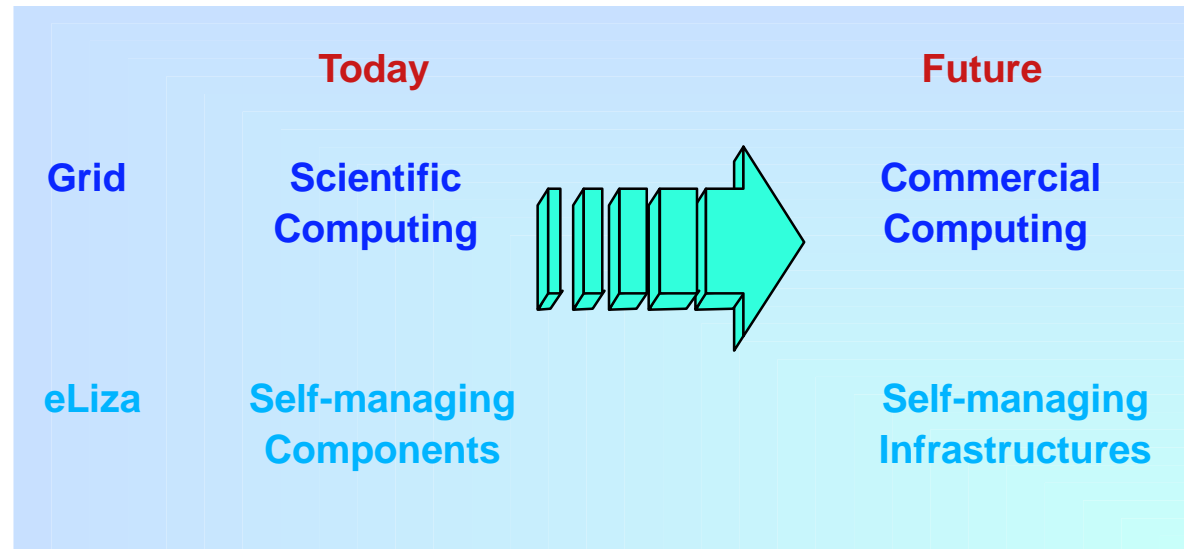 Today Future
Grid Scientific Computing Commercial Computing
eLiza Self-managing Components Self-managing Infrastructures